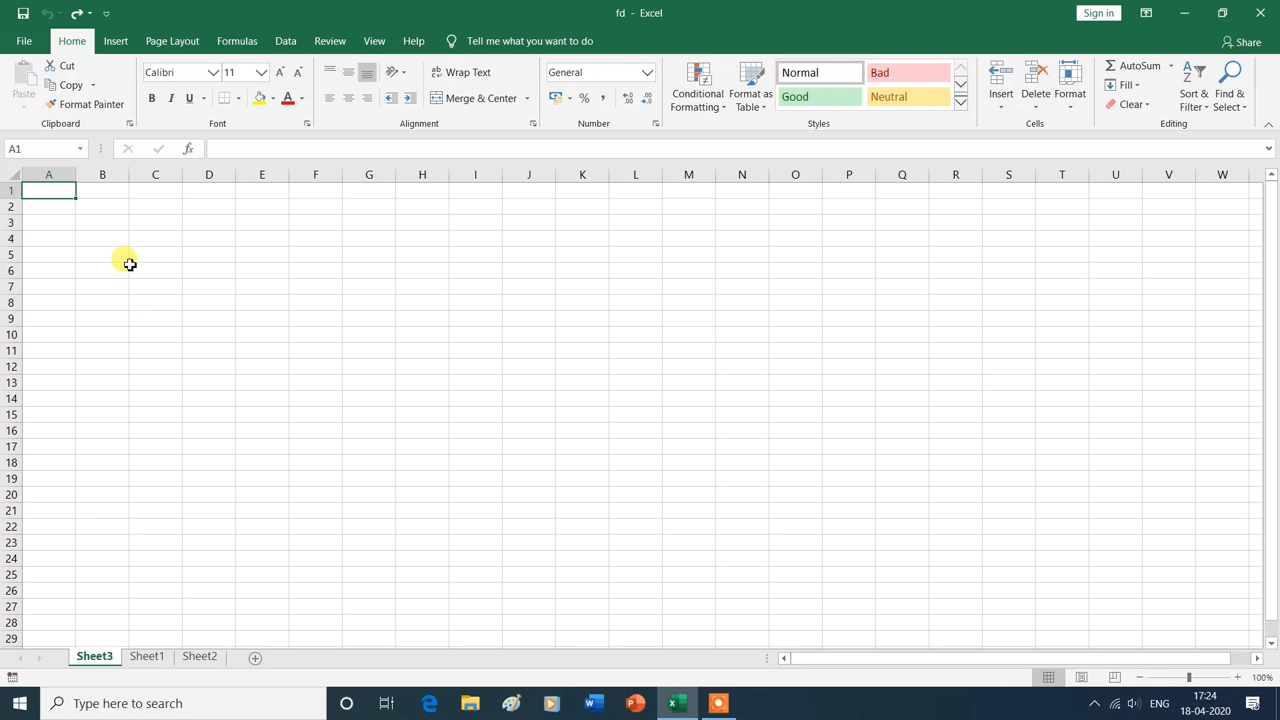 fd - Excel
Sign in
File Home Insert Page Layout Formulas Data Review View Help Tell me what you want to do Share
Paste Cut Copy Format Painter Clipboard
Calibri 11 B I U A A A Font
ab Wrap Text Merge & Center Alignment
General % , Number
Conditional Formatting Format as Table Normal Bad Good Neutral Styles
Insert Delete Format Cells
AutoSum Fill Clear Sort & Filter Find & Select Editing
A1 fx
A B C D E F G H I J K L M N O P Q R S T U V W
1
2
3
4
5
6
7
8
9
10
11
12
13
14
15
16
17
18
19
20
21
22
23
24
25
26
27
28
29
Sheet3 Sheet1 Sheet2
100%
Type here to search
ENG 17:24
18-04-2020